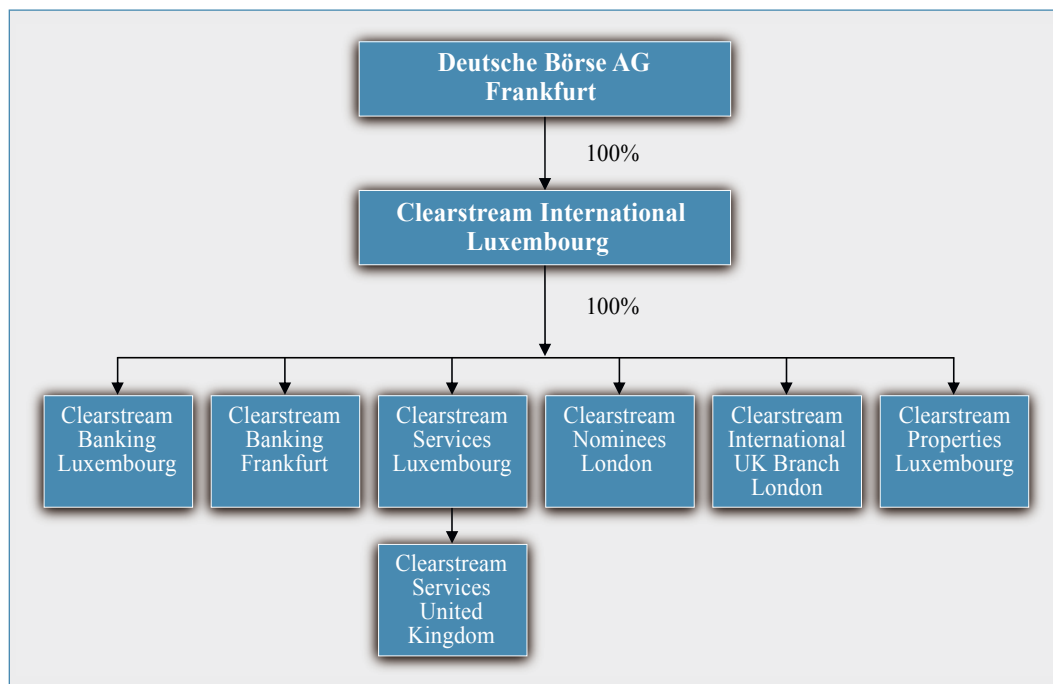 Deutsche Börse AG
Frankfurt
100%
Clearstream International
Luxembourg
100%
Clearstream
Banking
Luxembourg
Clearstream
Banking
Frankfurt
Clearstream
Services
Luxembourg
Clearstream
Nominees
London
Clearstream
International
UK Branch
London
Clearstream
Properties
Luxembourg
Clearstream
Services
United
Kingdom